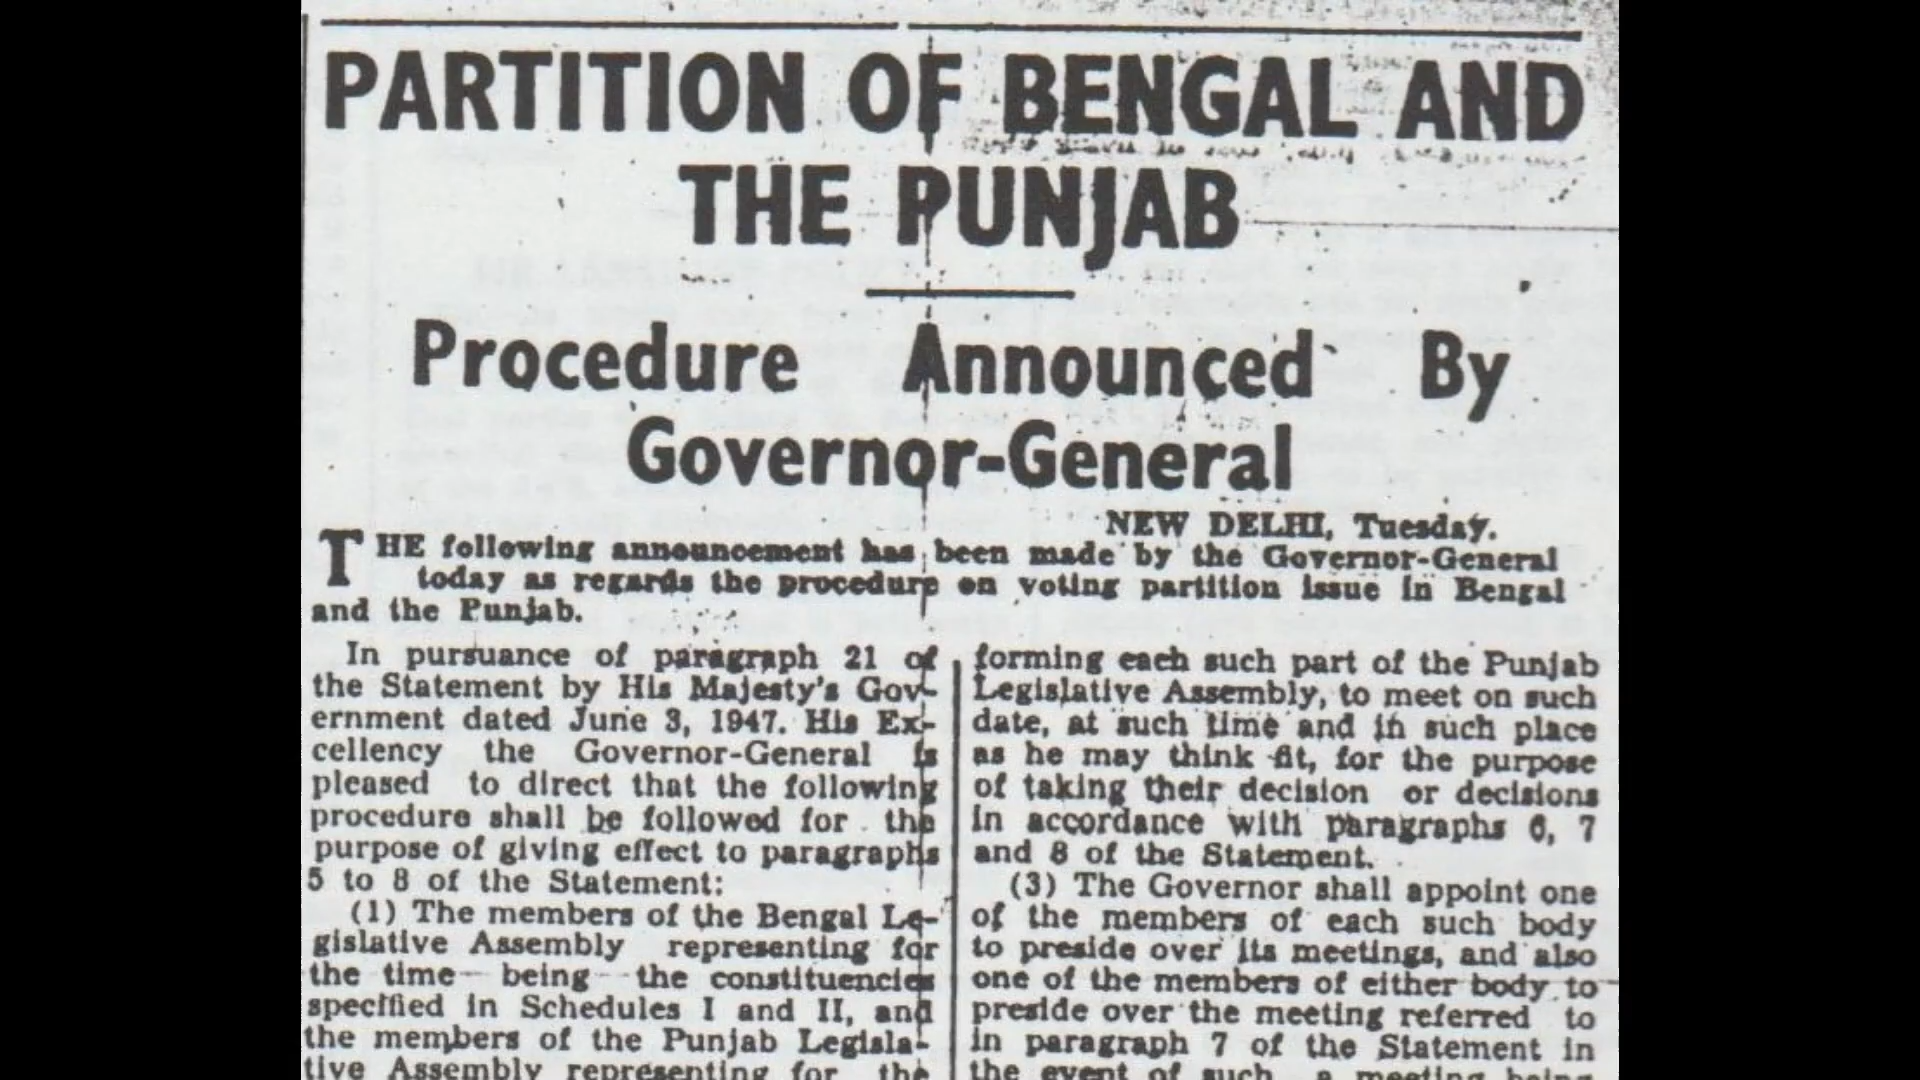 PARTITION OF BENGAL AND
THE PUNJAB
Procedure Announced By
Governor-General
NEW DELHI, Tuesday.
THE following announcement has been made by the Governor-General
today as regards the procedure on voting partition issue in Bengal
and the Punjab.
In pursuance of paragraph 21 of
the Statement by His Majesty's Gov-
ernment dated June 3, 1947. His Ex-
cellency the Governor-General is
pleased to direct that the following
procedure shall be followed for the
purpose of giving effect to paragraphs
5 to 8 of the Statement:
(1) The members of the Bengal Le-
gislative Assembly representing for
the time being the constituencies
specified in Schedules I and II, and
the members of the Punjab Legisla-
tive Assembly representing for the
forming each such part of the Punjab
Legislative Assembly, to meet on such
date, at such time and in such place
as he may think fit, for the purpose
of taking their decision or decisions
in accordance with paragraphs 6, 7
and 8 of the Statement.
(3) The Governor shall appoint one
of the members of each such body
to preside over its meetings, and also
one of the members of either body to
preside over the meeting referred to
in paragraph 7 of the Statement in
the event of such a meeting being